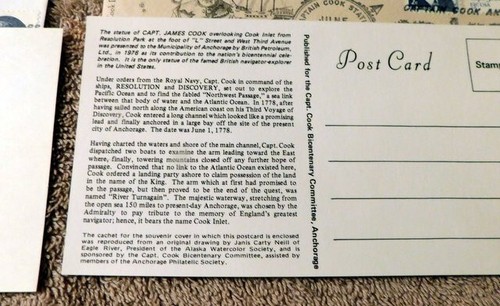 CAPTAIN COOK STAT
JUNE
CAPTAIN COOK AN
The statue of CAPT. JAMES COOK overlooking Cook Inlet from
Resolution Park at the foot of "L" Street and West Third Avenue
was presented to the Municipality of Anchorage by British Petroleum,
Ltd., in 1976 as its contribution to the nation's bicentennial cele-
bration. It is the only statue of the famed British navigator-explorer
in the United States.
Under orders from the Royal Navy, Capt. Cook in command of the
ships, RESOLUTION and DISCOVERY, set out to explore the
Pacific Ocean and to find the fabled "Northwest Passage," a sea link
between that body of water and the Atlantic Ocean. In 1778, after
having sailed north along the American coast on his Third Voyage of
Discovery, Cook entered a long channel which looked like a promising
lead and finally anchored in a large bay off the site of the present
city of Anchorage. The date was June 1, 1778.
Having charted the waters and shore of the main channel, Capt. Cook
dispatched two boats to examine the arm leading toward the East
where, finally, towering mountains closed off any further hope of
passage. Convinced that no link to the Atlantic Ocean existed here,
Cook ordered a landing party ashore to claim possession of the land
in the name of the King. The arm which at first had promised to
be the passage, but then proved to be the end of the quest, was
named "River Turnagain". The majestic waterway, stretching from
the open sea 150 miles to present-day Anchorage, was chosen by the
Admiralty to pay tribute to the memory of England's greatest
navigator; hence, it bears the name Cook Inlet.
The cachet for the souvenir cover in which this postcard is enclosed
was reproduced from an original drawing by Janis Carty Neill of
Eagle River, President of the Alaska Watercolor Society, and is
sponsored by the Capt. Cook Bicentenary Committee, assisted by
members of the Anchorage Philatelic Society.
Published for the Capt. Cook Bicentenary Committee, Anchorage
Post Card
Stam